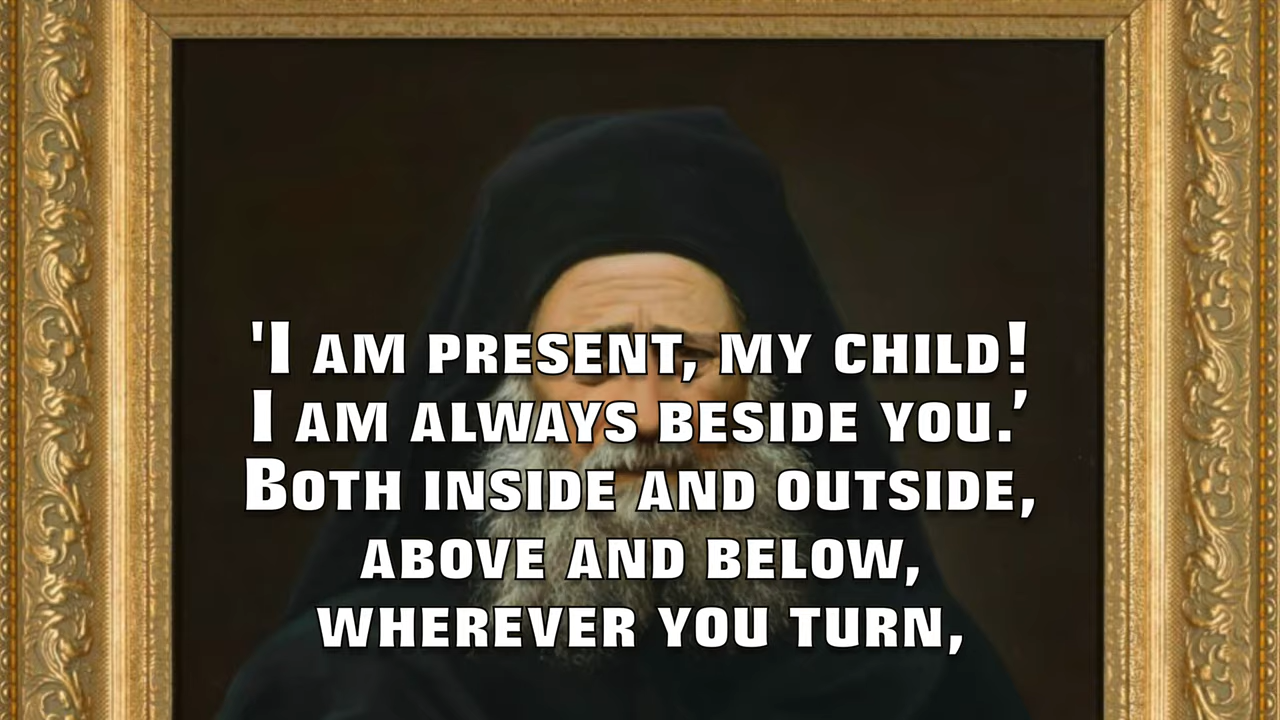 'I AM PRESENT, MY CHILD!
I AM ALWAYS BESIDE YOU.’
BOTH INSIDE AND OUTSIDE,
ABOVE AND BELOW,
WHEREVER YOU TURN,